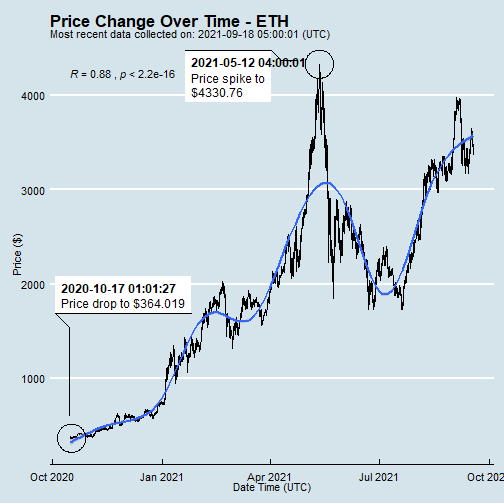 Price Change Over Time - ETH
Most recent data collected on: 2021-09-18 05:00:01 (UTC)
R = 0.88 , p < 2.2e-16
2021-05-12 04:00:01
Price spike to
$4330.76
4000
3000
2000
1000
Price ($)
2020-10-17 01:01:27
Price drop to $364.019
Oct 2020
Jan 2021
Apr 2021
Jul 2021
Oct 202
Date Time (UTC)